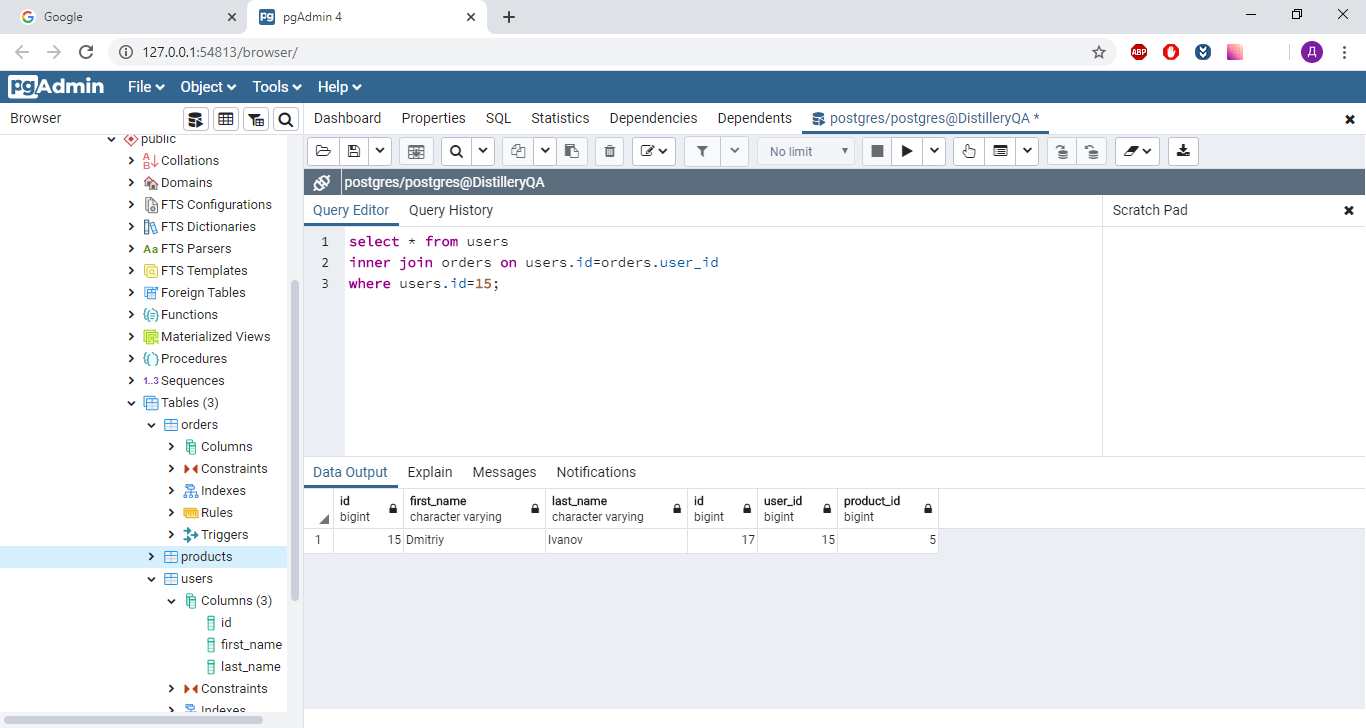 Google
pgAdmin 4
127.0.0.1:54813/browser/
ABP
Д
pgAdmin File Object Tools Help
Browser
Dashboard Properties SQL Statistics Dependencies Dependents postgres/postgres@DistilleryQA *
No limit
postgres/postgres@DistilleryQA
Query Editor Query History
Scratch Pad
1 select * from users
2 inner join orders on users.id=orders.user_id
3 where users.id=15;
public
Collations
Domains
FTS Configurations
FTS Dictionaries
Aa FTS Parsers
FTS Templates
Foreign Tables
Functions
Materialized Views
Procedures
1..3 Sequences
Tables (3)
orders
Columns
Constraints
Indexes
Rules
Triggers
products
users
Columns (3)
id
first_name
last_name
Constraints
Indexes
Data Output Explain Messages Notifications
id first_name last_name id user_id product_id
bigint character varying character varying bigint bigint bigint
1 15 Dmitriy Ivanov 17 15 5